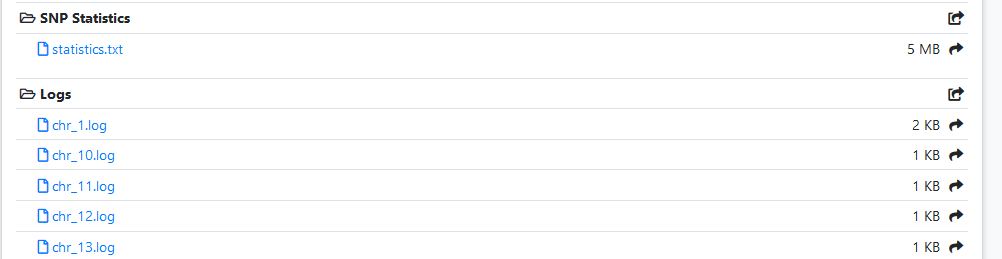 SNP Statistics
statistics.txt 5 MB
Logs
chr_1.log 2 KB
chr_10.log 1 KB
chr_11.log 1 KB
chr_12.log 1 KB
chr_13.log 1 KB